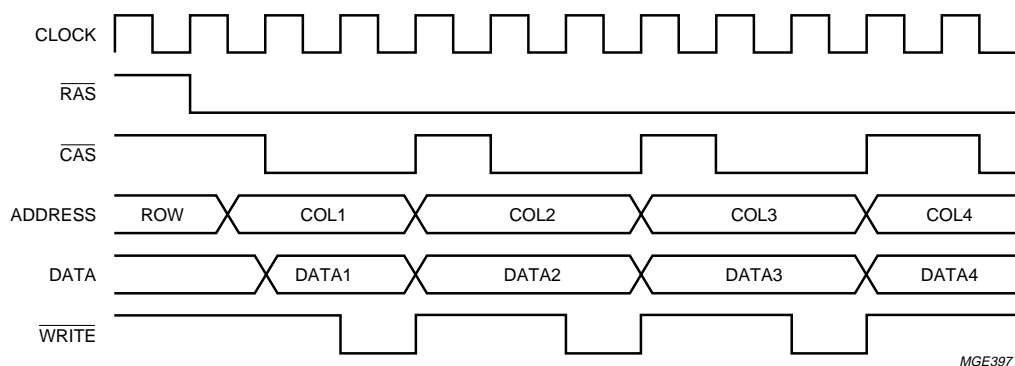 CLOCK
RAS
CAS
ADDRESS ROW COL1 COL2 COL3 COL4
DATA DATA1 DATA2 DATA3 DATA4
WRITE
MGE397